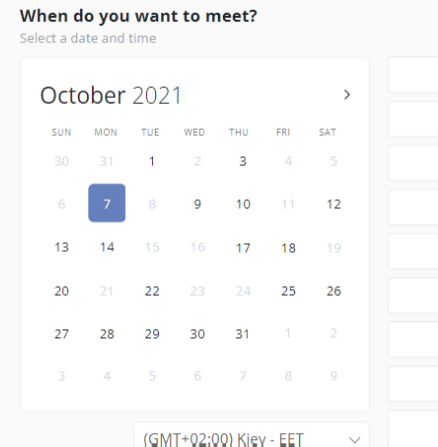 When do you want to meet?
Select a date and time
October 2021
SUN MON TUE WED THU FRI SAT
30 31 1 2 3 4 5
6 7 8 9 10 11 12
13 14 15 16 17 18 19
20 21 22 23 24 25 26
27 28 29 30 31 1 2
3 4 5 6 7 8 9
(GMT+02:00) Kiev - EET